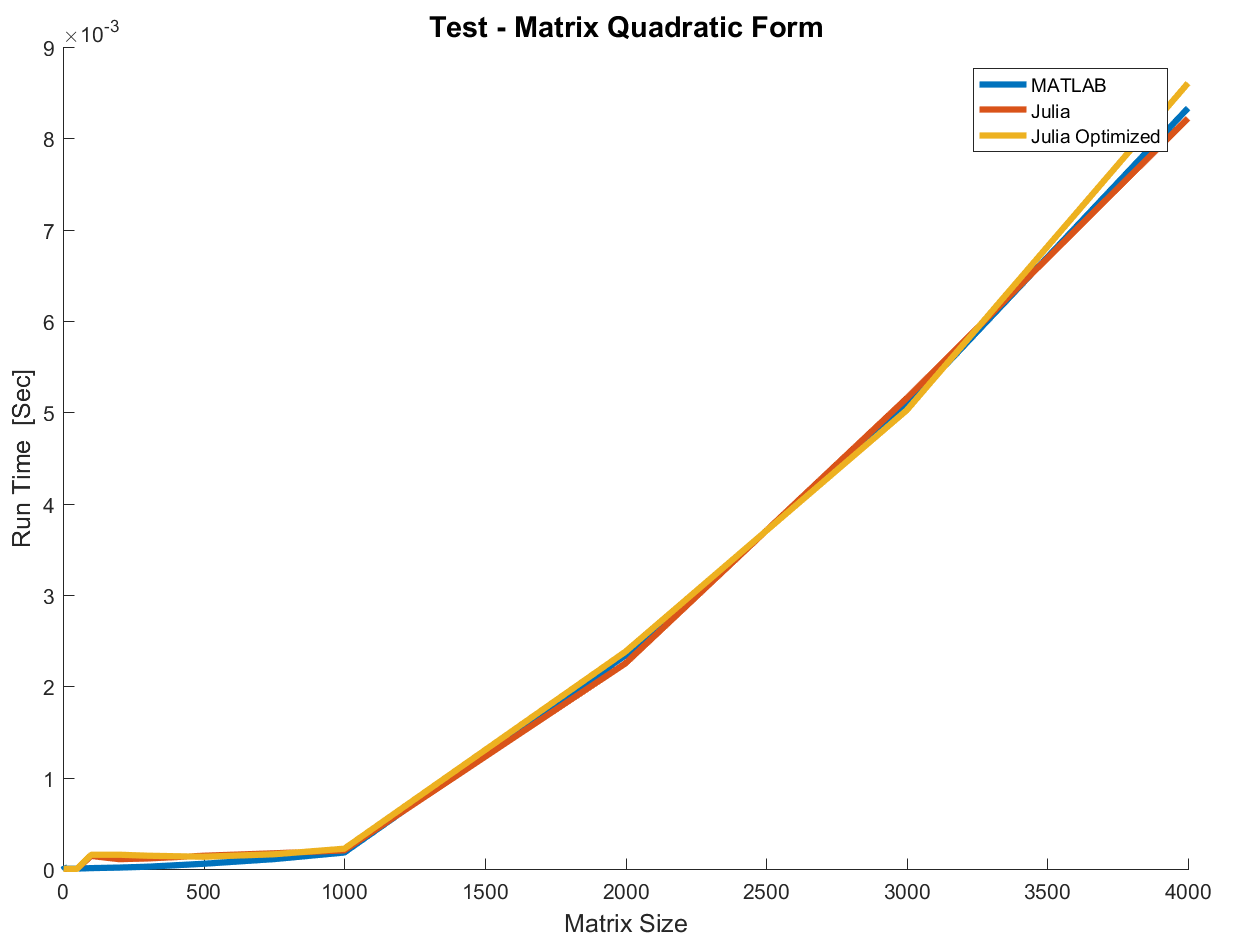 Test - Matrix Quadratic Form
×10⁻³
9
8
7
6
5
4
3
2
1
0
Run Time [Sec]
MATLAB
Julia
Julia Optimized
0 500 1000 1500 2000 2500 3000 3500 4000
Matrix Size